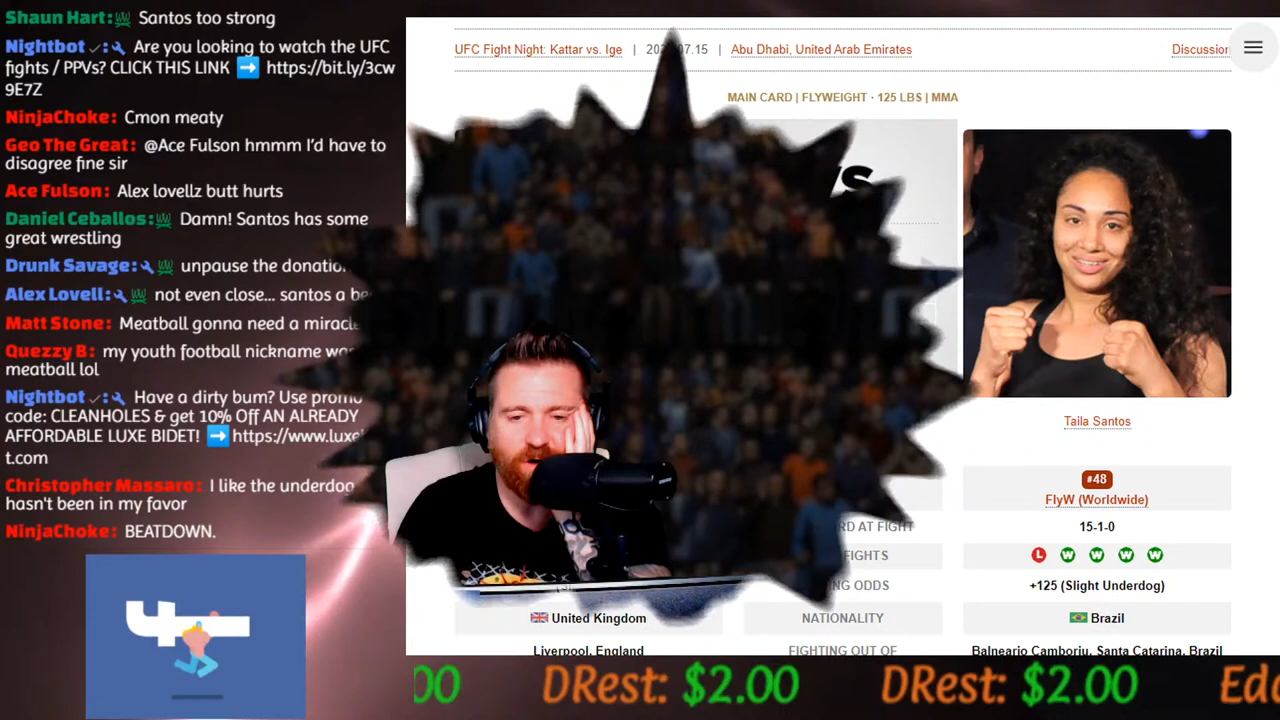 Shaun Hart: Santos too strong
Nightbot ✓: Are you looking to watch the UFC
fights / PPVs? CLICK THIS LINK ➡ https://bit.ly/3cw
9E7Z
NinjaChoke: Cmon meaty
Geo The Great: @Ace Fulson hmmm I'd have to
disagree fine sir
Ace Fulson: Alex lovellz butt hurts
Daniel Ceballos: Damn! Santos has some
great wrestling
Drunk Savage: unpause the
Alex Lovell: not even close... santos a
Matt Stone: Meatball gonna need a miracle
Quezzy B: my youth football nickname
meatball lol
Nightbot ✓: Have a dirty bum? Use promo
code: CLEANHOLES & get 10% Off AN ALREADY
AFFORDABLE LUXE BIDET! ➡
t.com
Christopher Massaro: I like the underdog
hasn't been in my favor
NinjaChoke: BEATDOWN.
UFC Fight Night: Kattar vs. Ige | 07.15 | Abu Dhabi, United Arab Emirates
Discussion
MAIN CARD | FLYWEIGHT · 125 LBS | MMA
VS
Taila Santos
#48
FlyW (Worldwide)
AT FIGHT
15-1-0
FIGHTS
L W W W W
ODDS
+125 (Slight Underdog)
United Kingdom
NATIONALITY
Brazil
Liverpool, England
FIGHTING OUT OF
Balneario Camboriu, Santa Catarina, Brazil
00 DRest: $2.00 DRest: $2.00